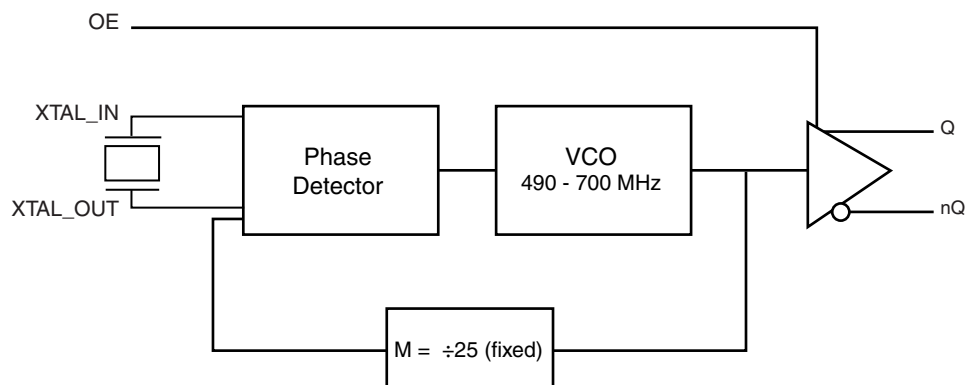 OE
XTAL_IN
XTAL_OUT
Phase
Detector
VCO
490 - 700 MHz
Q
nQ
M = ÷25 (fixed)